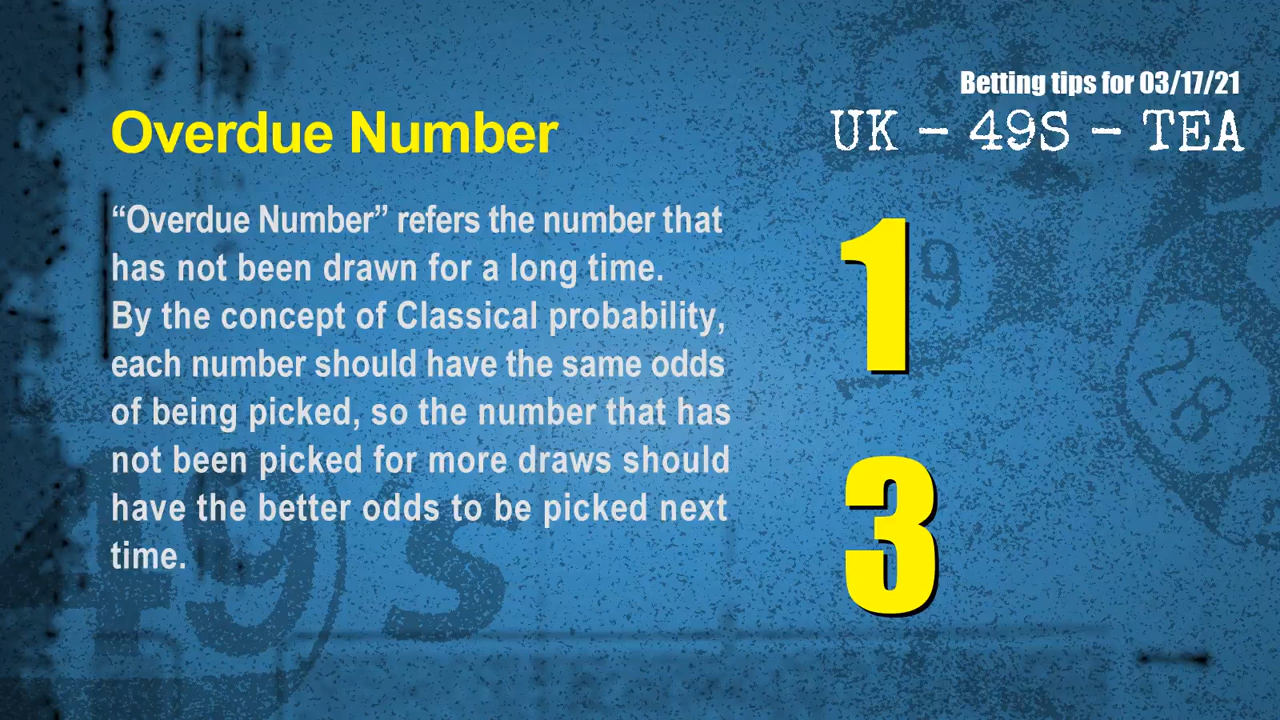 Betting tips for 03/17/21
UK - 49S - TEA
Overdue Number
“Overdue Number” refers the number that
has not been drawn for a long time.
By the concept of Classical probability,
each number should have the same odds
of being picked, so the number that has
not been picked for more draws should
have the better odds to be picked next
time.
1
3
49's
19
28